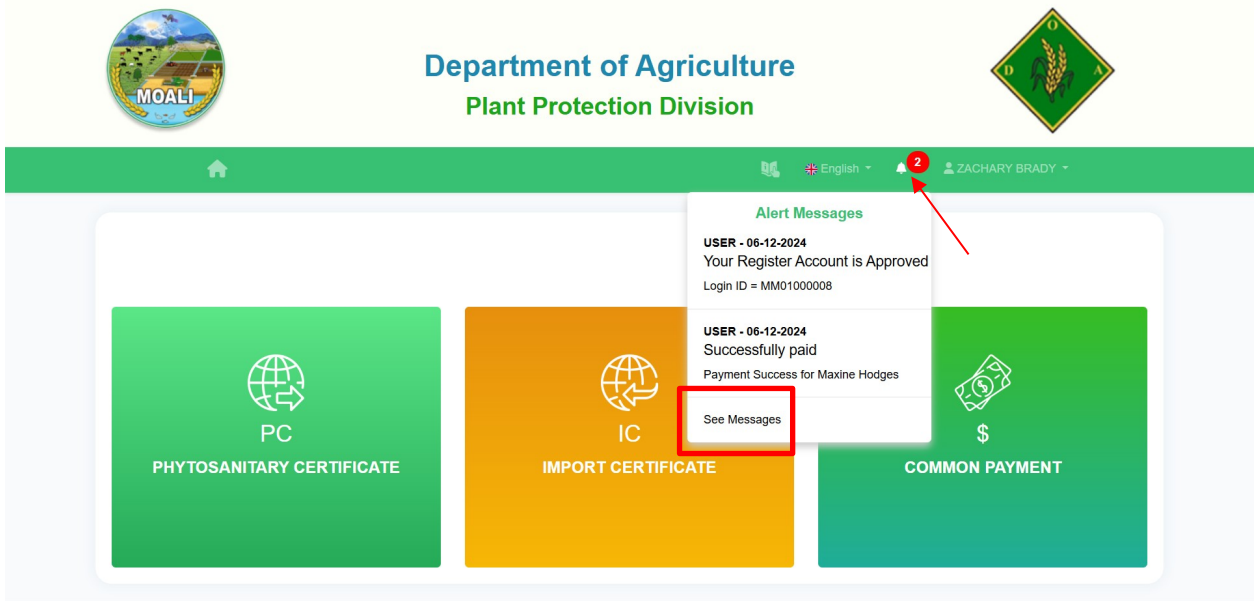 MOALI
Department of Agriculture
Plant Protection Division
O
D
A
English
2
ZACHARY BRADY
Alert Messages
USER - 06-12-2024
Your Register Account is Approved
Login ID = MM01000008
USER - 06-12-2024
Successfully paid
Payment Success for Maxine Hodges
See Messages
PC
PHYTOSANITARY CERTIFICATE
IC
IMPORT CERTIFICATE
$
COMMON PAYMENT